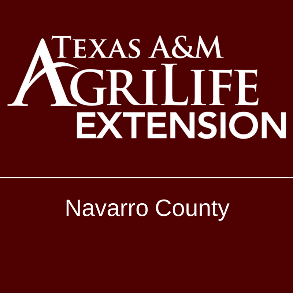 Texas A&M
AgriLife
EXTENSION
Navarro County